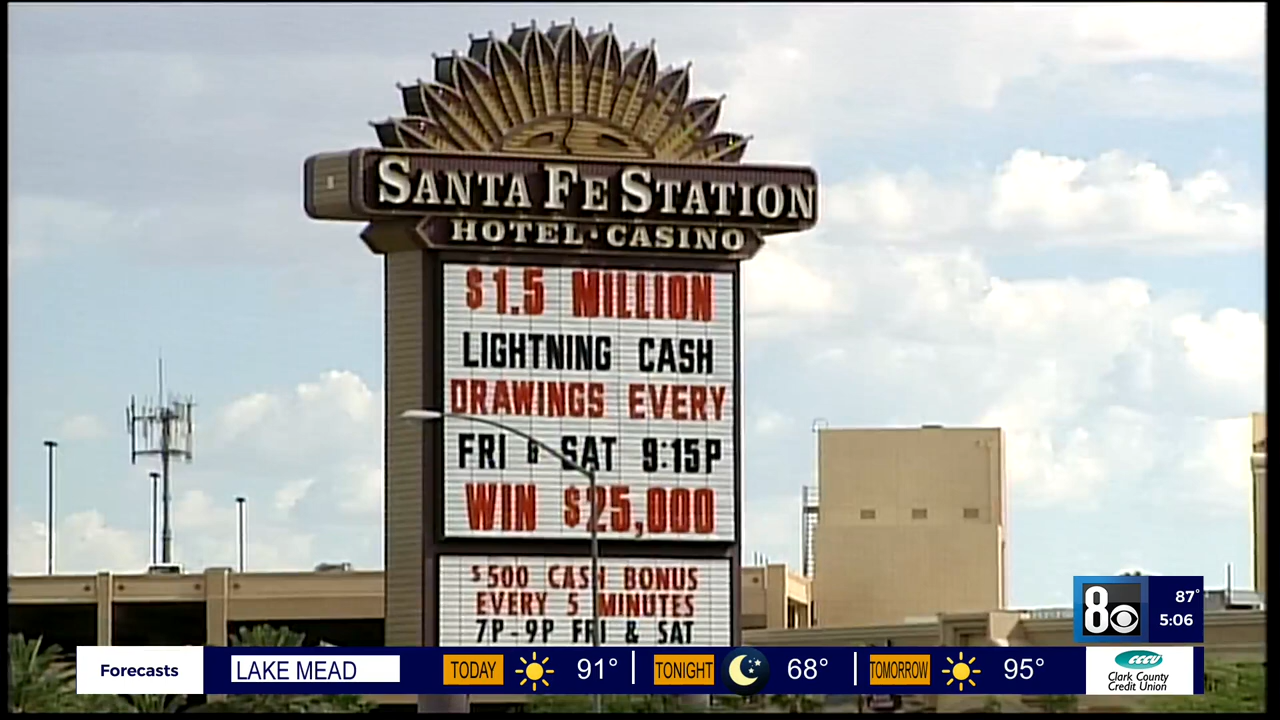 SANTA FE STATION
HOTEL · CASINO
$1.5 MILLION
LIGHTNING CASH
DRAWINGS EVERY
FRI & SAT 9:15P
WIN $25,000
$500 CASH BONUS
EVERY 5 MINUTES
7P-9P FRI & SAT
8
87°
5:06
Forecasts
LAKE MEAD
TODAY 91°
TONIGHT 68°
TOMORROW 95°
CCCU
Clark County
Credit Union